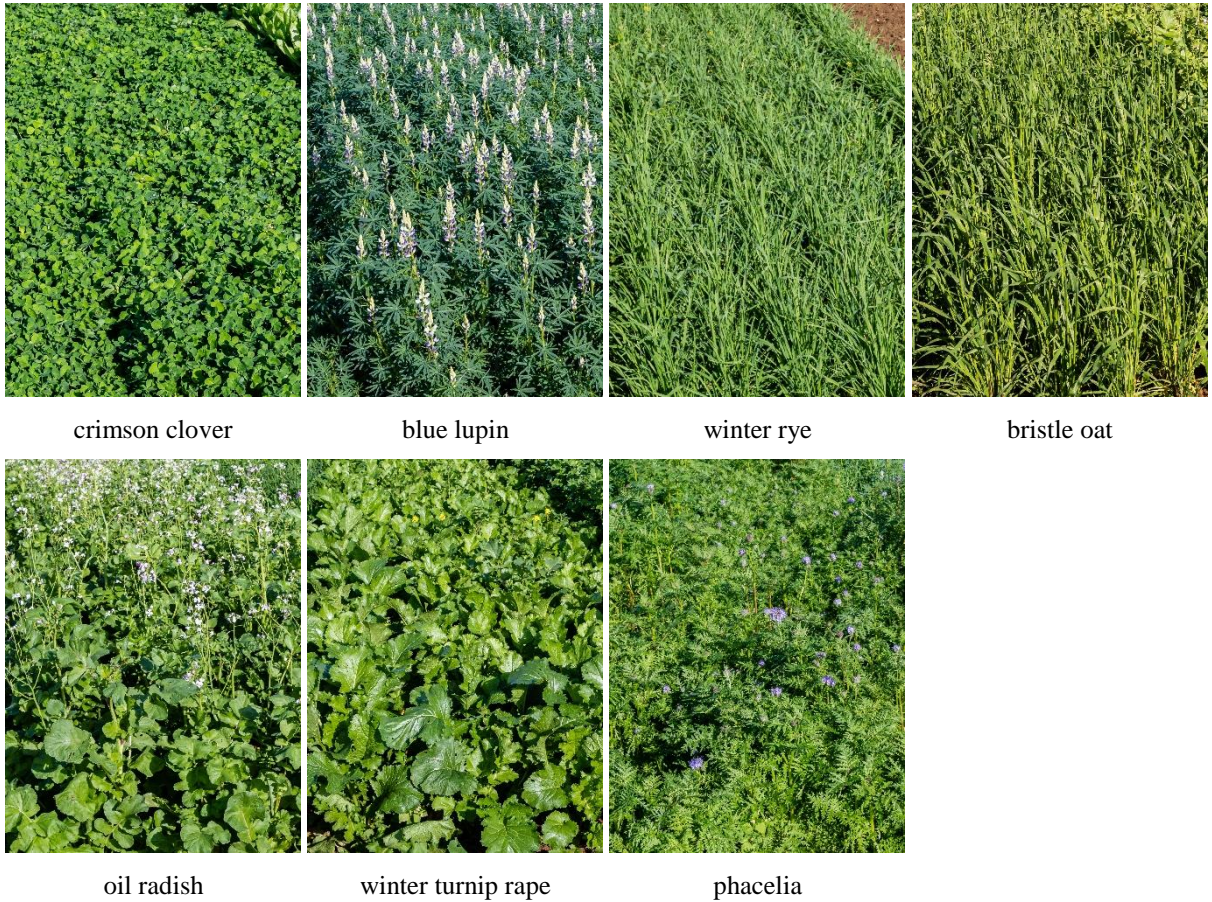 crimson clover
blue lupin
winter rye
bristle oat
oil radish
winter turnip rape
phacelia